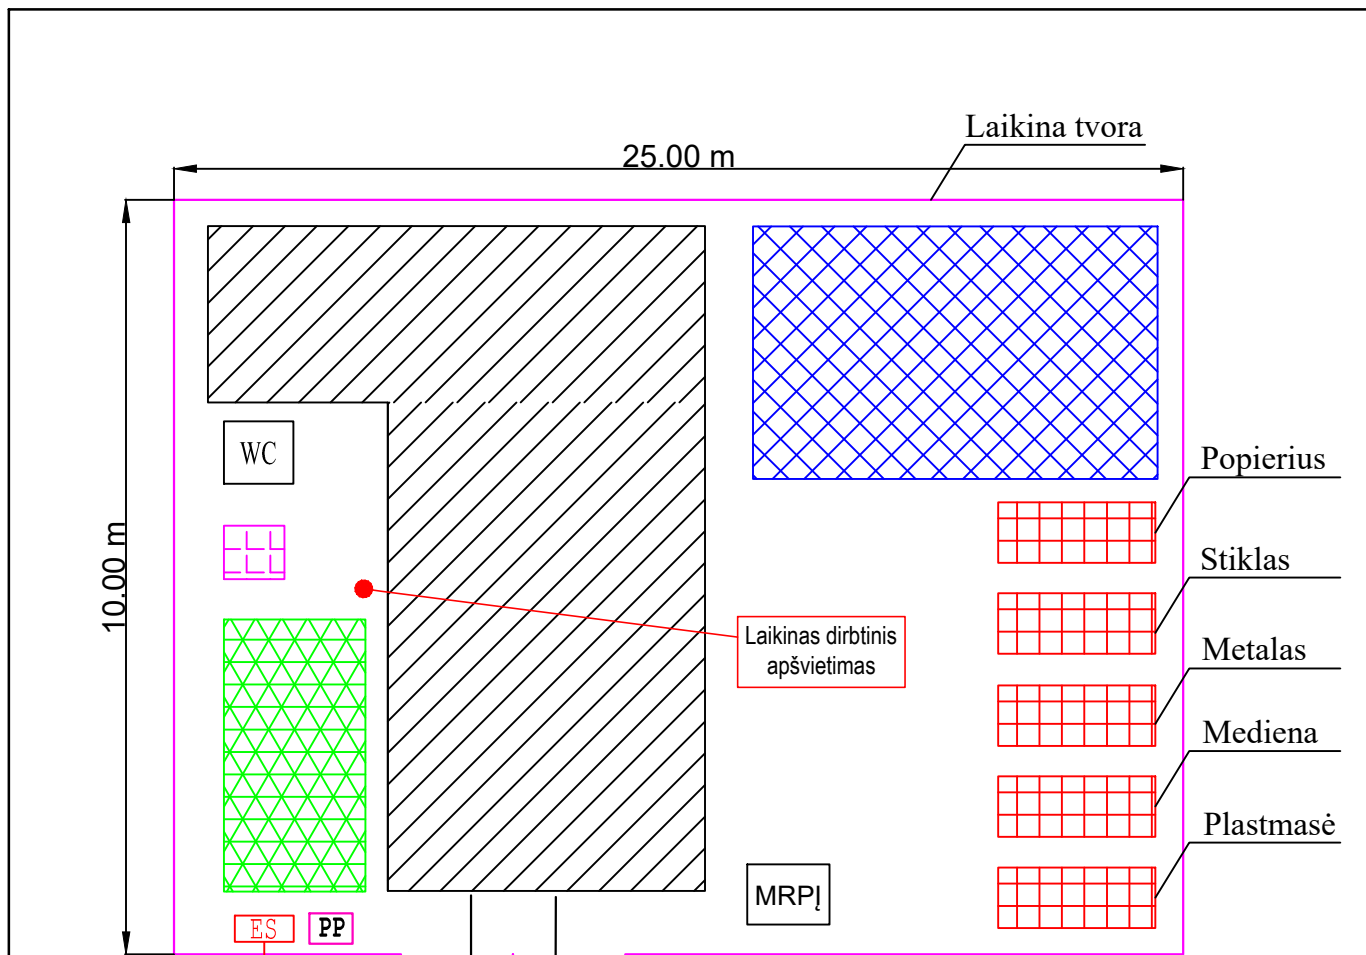 Laikina tvora
25.00 m
WC
Popierius
10.00 m
Stiklas
Laikinas dirbtinis
apšvietimas
Metalas
Mediena
Plastmasė
MRPĮ
ES
PP